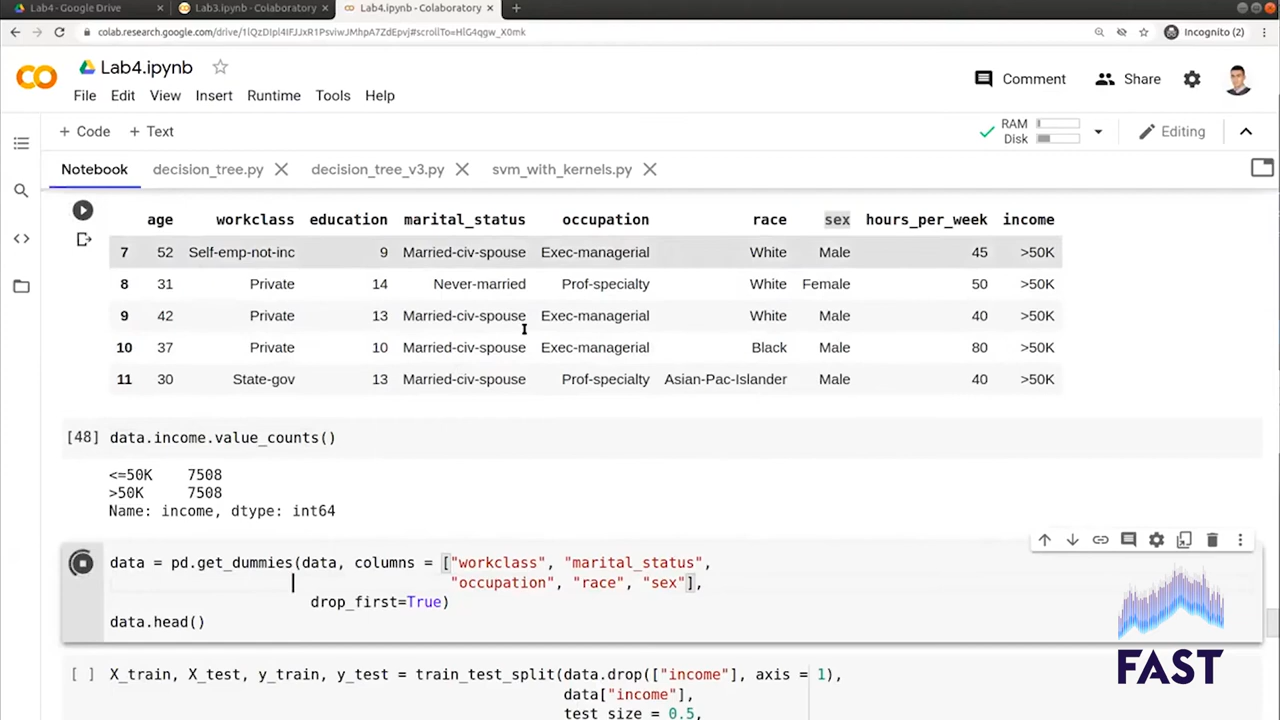 Lab4 - Google Drive
Lab3.ipynb - Colaboratory
Lab4.ipynb - Colaboratory
colab.research.google.com/drive/1lQzDIpl4IFJJxR1PsviwJMhpA7ZdEpvj#scrollTo=HlG4qgw_X0mk
Incognito (2)
CO
Lab4.ipynb
Comment
Share
File Edit View Insert Runtime Tools Help
+ Code + Text
RAM
Disk
Editing
Notebook decision_tree.py decision_tree_v3.py svm_with_kernels.py
age workclass education marital_status occupation race sex hours_per_week income
7 52 Self-emp-not-inc 9 Married-civ-spouse Exec-managerial White Male 45 >50K
8 31 Private 14 Never-married Prof-specialty White Female 50 >50K
9 42 Private 13 Married-civ-spouse Exec-managerial White Male 40 >50K
10 37 Private 10 Married-civ-spouse Exec-managerial Black Male 80 >50K
11 30 State-gov 13 Married-civ-spouse Prof-specialty Asian-Pac-Islander Male 40 >50K
[48] data.income.value_counts()
<=50K 7508
>50K 7508
Name: income, dtype: int64
data = pd.get_dummies(data, columns = ["workclass", "marital_status",
"occupation", "race", "sex"],
drop_first=True)
data.head()
FAST
[ ] X_train, X_test, y_train, y_test = train_test_split(data.drop(["income"], axis = 1),
data["income"],
test_size = 0.5,